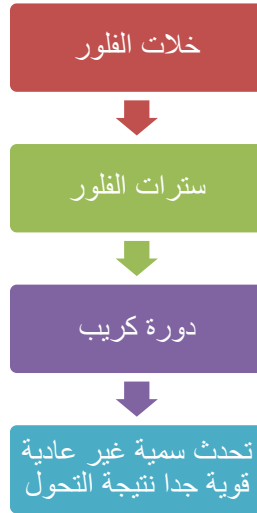 خلات الفلور
سترات الفلور
دورة كريب
تحدث سمية غير عادية
قوية جدا نتيجة التحول